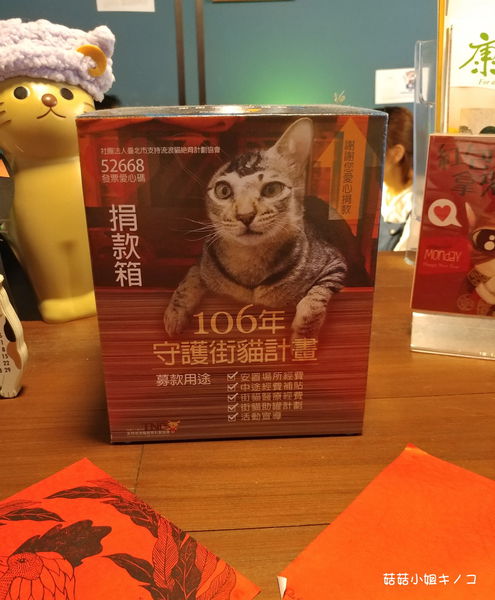 社團法人臺北市支持流浪貓絕育計劃協會
52668
發票愛心碼
謝謝您愛心捐款
捐款箱
106年
守護街貓計畫
募款用途
安置場所經費
中途經費補貼
街貓醫療經費
街貓助糧計劃
活動宣導
康
MONDAY
菇菇小姐キノコ